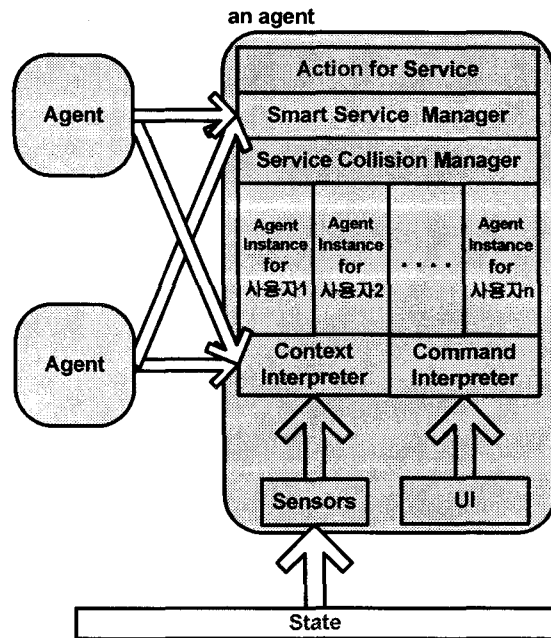 an agent
Action for Service
Agent
Smart Service Manager
Service Collision Manager
Agent
Instance
for
사용자1
Agent
Instance
for
사용자2
. . . .
Agent
Instance
for
사용자n
Agent
Context
Interpreter
Command
Interpreter
Sensors
UI
State